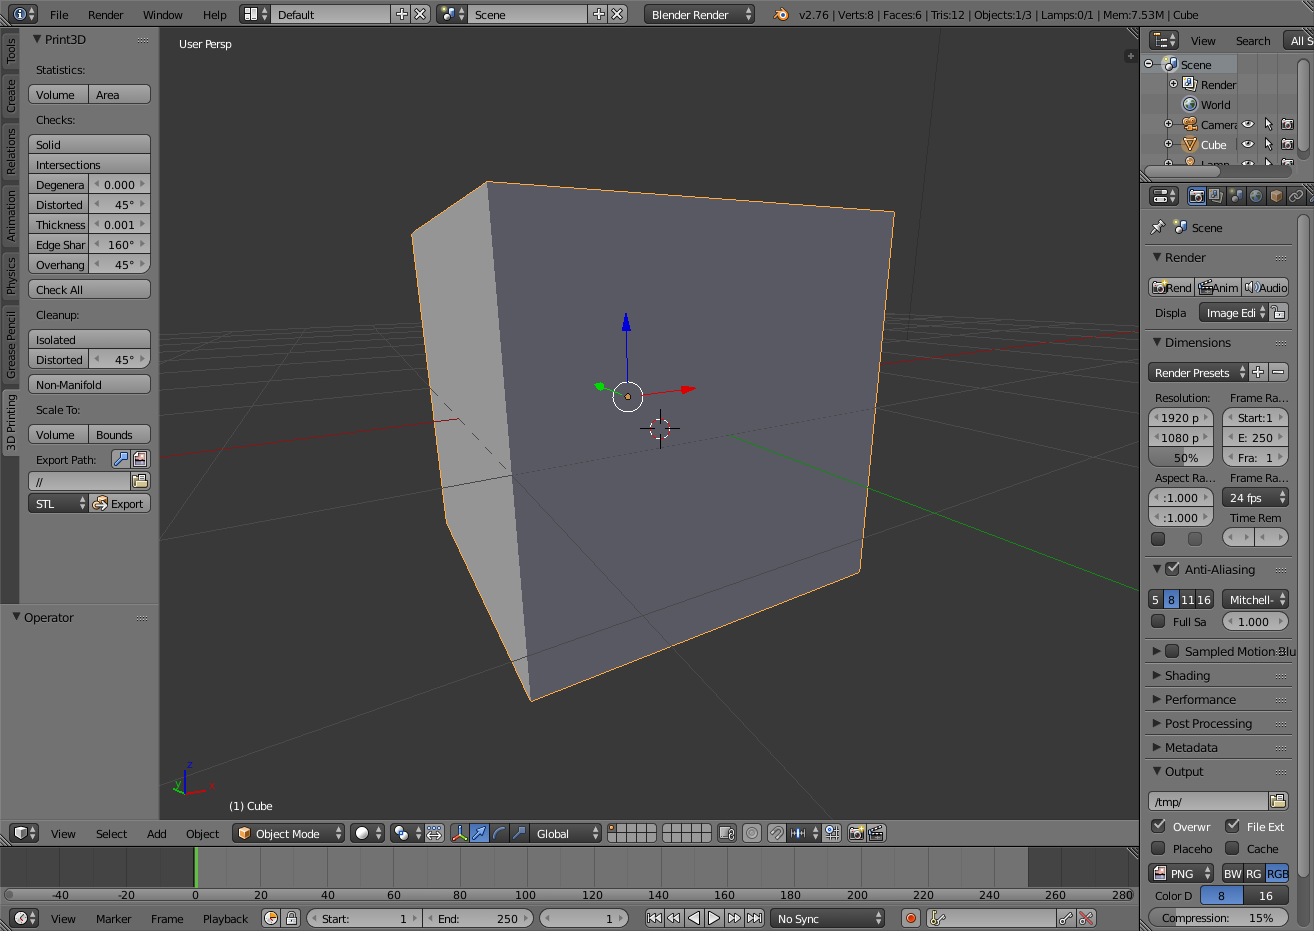 File Render Window Help Default Scene Blender Render v2.76 | Verts:8 | Faces:6 | Tris:12 | Objects:1/3 | Lamps:0/1 | Mem:7.53M | Cube
Tools
Create
Relations
Animation
Physics
Grease Pencil
3D Printing
Print3D
Statistics:
Volume Area
Checks:
Solid
Intersections
Degenera 0.000
Distorted 45°
Thickness 0.001
Edge Shar 160°
Overhang 45°
Check All
Cleanup:
Isolated
Distorted 45°
Non-Manifold
Scale To:
Volume Bounds
Export Path:
//
STL Export
Operator
User Persp
z
y x
(1) Cube
View Select Add Object Object Mode Global
-40 -20 0 20 40 60 80 100 120 140 160 180 200 220 240 260 280
View Marker Frame Playback Start: 1 End: 250 1 No Sync
View Search All S
Scene
Render
World
Camera
Cube
Lamp
Scene
Render
Rend Anim Audio
Displa Image Edi
Dimensions
Render Presets
Resolution: Frame Ra...
1920 p Start:1
1080 p E: 250
50% Fra: 1
Aspect Ra... Frame Ra...
:1.000 24 fps
:1.000 Time Rem
Anti-Aliasing
5 8 11 16 Mitchell-
Full Sa 1.000
Sampled Motion Blu
Shading
Performance
Post Processing
Metadata
Output
/tmp/
Overwr File Ext
Placeho Cache
PNG BW RG RGB
Color D 8 16
Compression: 15%